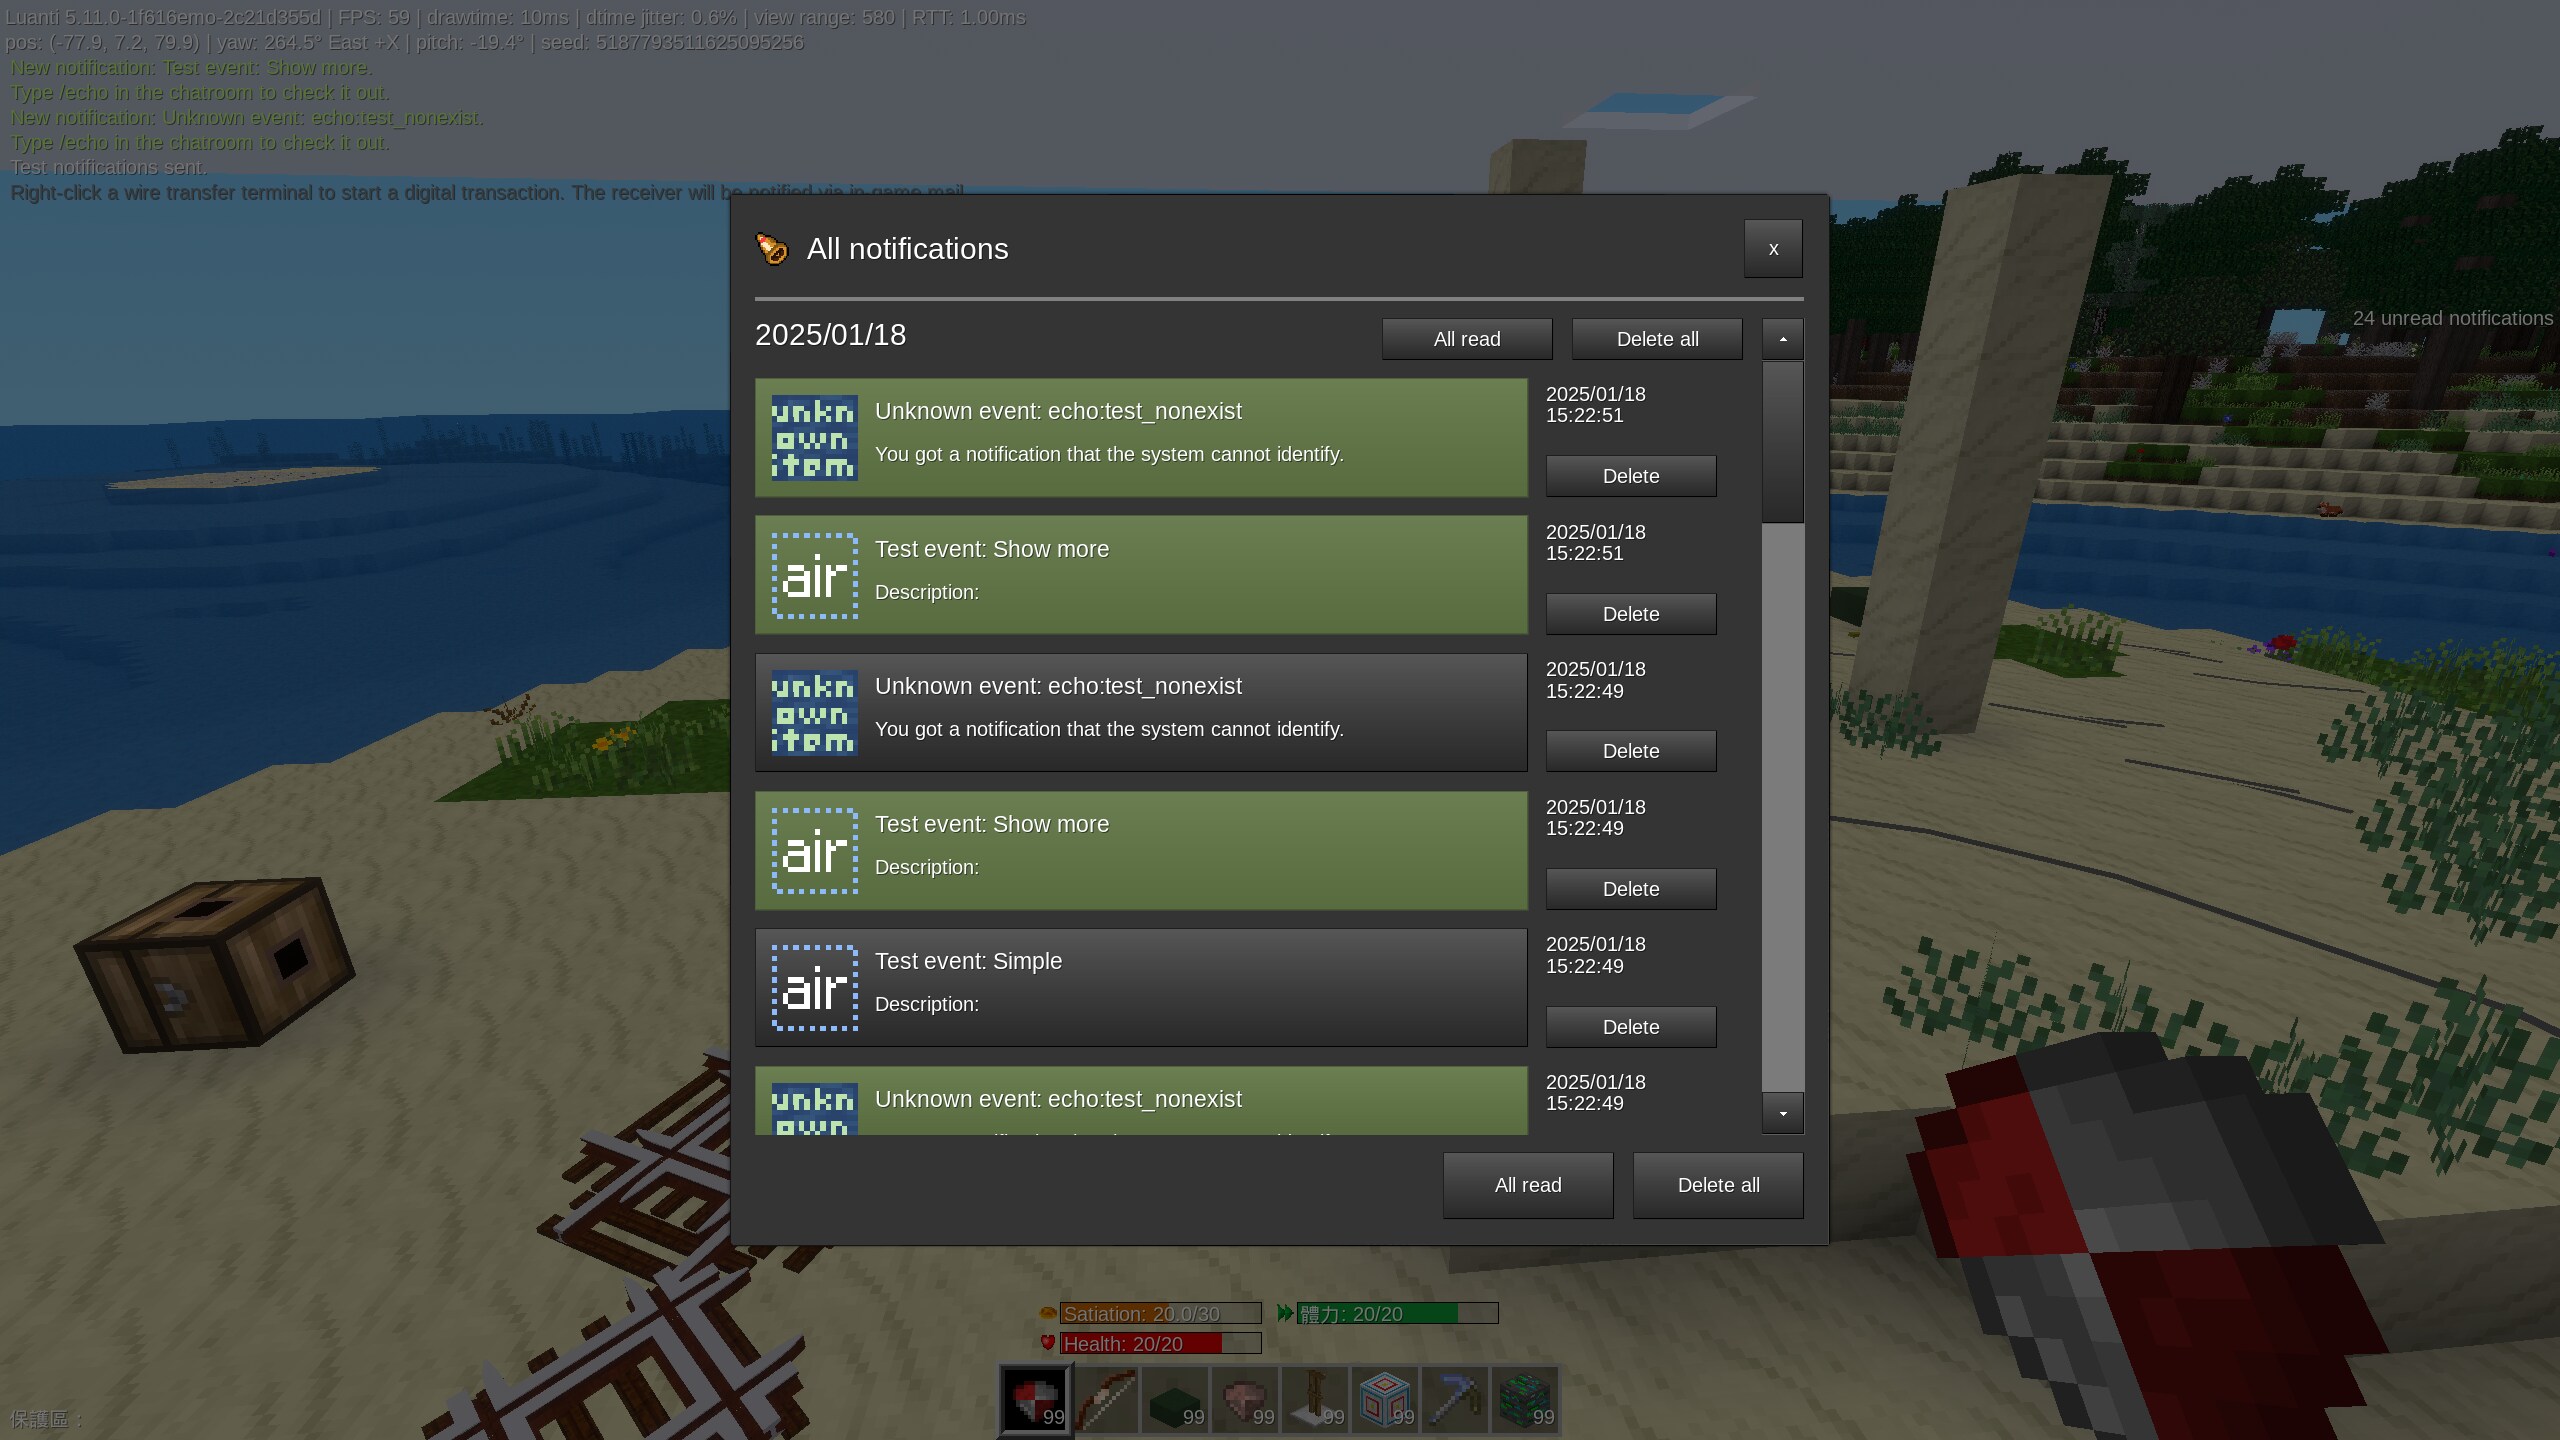 Luanti 5.11.0-1f616emo-2c21d355d | FPS: 59 | drawtime: 10ms | dtime jitter: 0.6% | view range: 580 | RTT: 1.00ms
pos: (-77.9, 7.2, 79.9) | yaw: 264.5° East +X | pitch: -19.4° | seed: 5187793511625095256
New notification: Test event: Show more.
Type /echo in the chatroom to check it out.
New notification: Unknown event: echo:test_nonexist.
Type /echo in the chatroom to check it out.
Test notifications sent.
Right-click a wire transfer terminal to start a digital transaction. The receiver will be notified via in-game mail.
All notifications
x
24 unread notifications
2025/01/18
All read
Delete all
unkn
own
item
Unknown event: echo:test_nonexist
You got a notification that the system cannot identify.
2025/01/18
15:22:51
Delete
air
Test event: Show more
Description:
2025/01/18
15:22:51
Delete
unkn
own
item
Unknown event: echo:test_nonexist
You got a notification that the system cannot identify.
2025/01/18
15:22:49
Delete
air
Test event: Show more
Description:
2025/01/18
15:22:49
Delete
air
Test event: Simple
Description:
2025/01/18
15:22:49
Delete
unkn
own
Unknown event: echo:test_nonexist
2025/01/18
15:22:49
All read
Delete all
Satiation: 20.0/30
體力: 20/20
Health: 20/20
99
99
99
99
99
99
保護區：